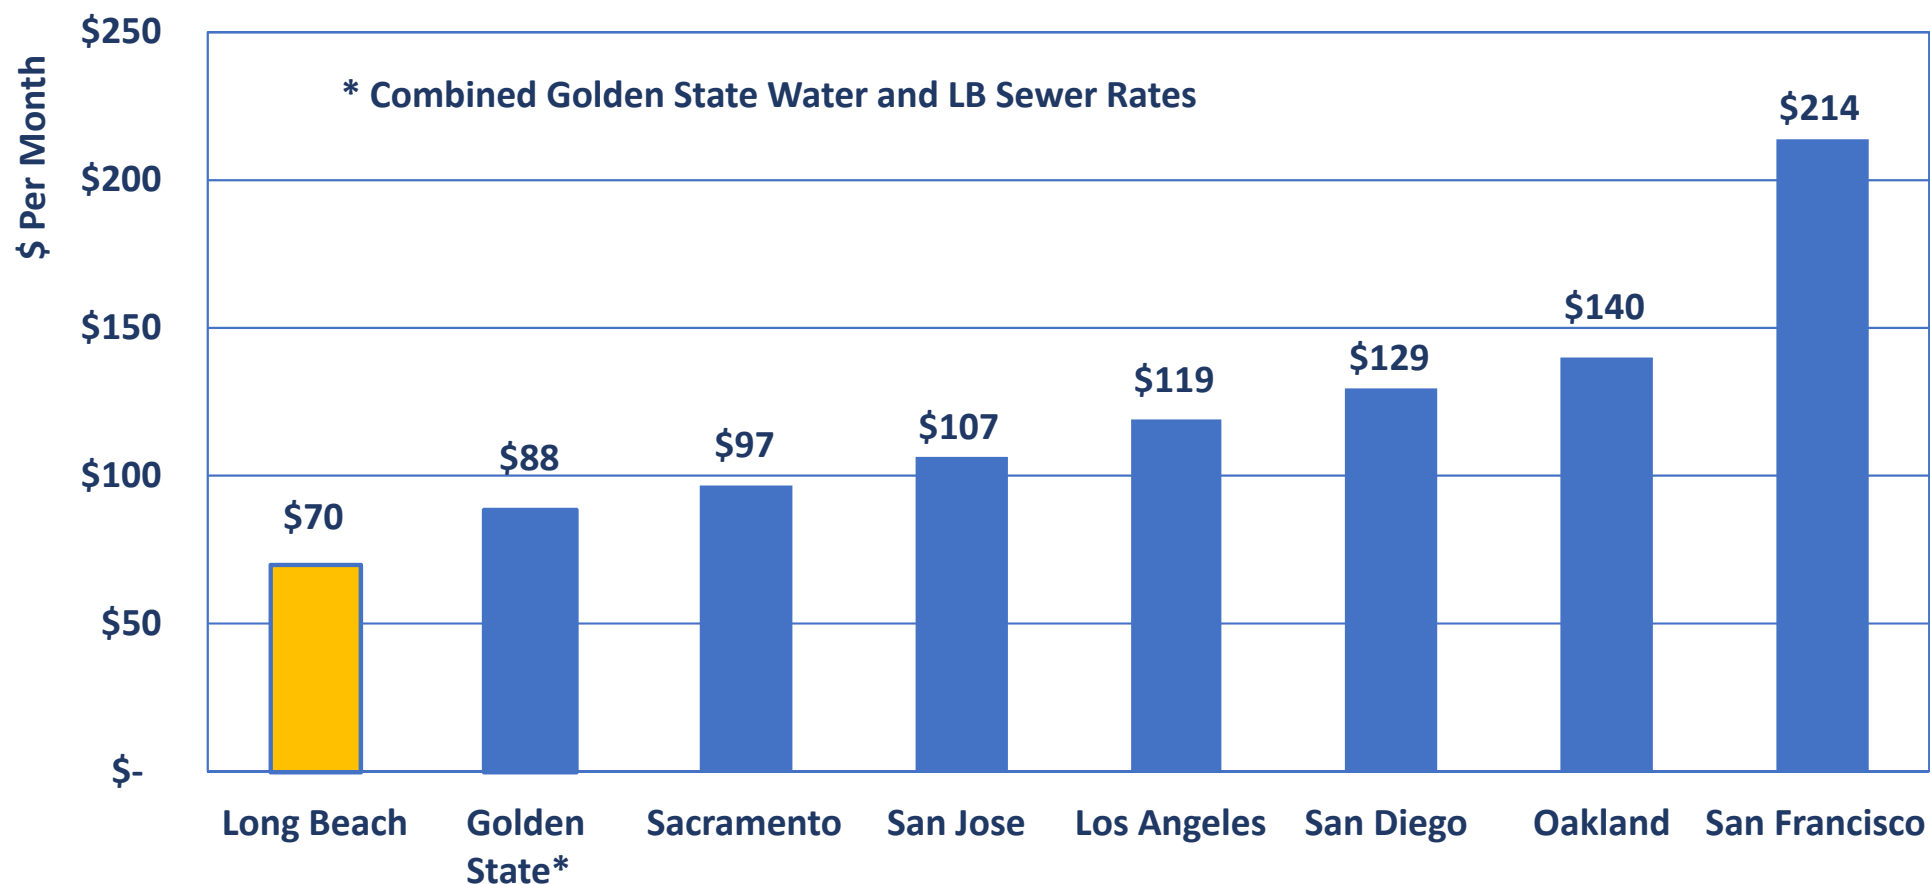 $250
$200
$150
$100
$50
$-
$ Per Month
* Combined Golden State Water and LB Sewer Rates
$70
$88
$97
$107
$119
$129
$140
$214
Long Beach
Golden
State*
Sacramento
San Jose
Los Angeles
San Diego
Oakland
San Francisco